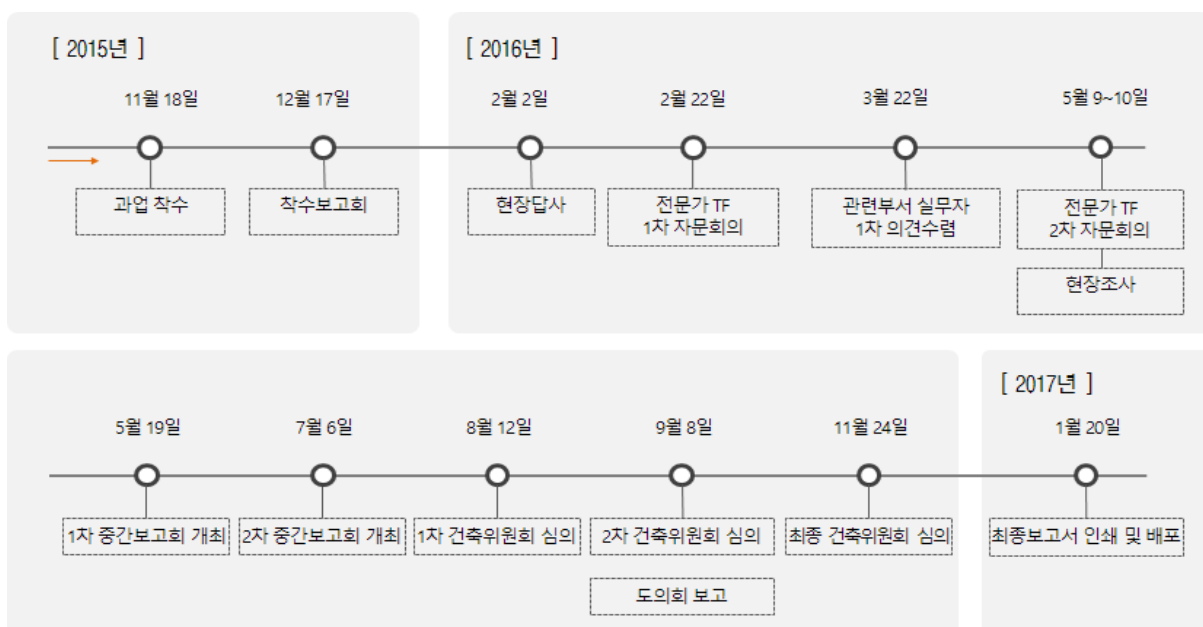 [ 2015년 ]
[ 2016년 ]
11월 18일
12월 17일
2월 2일
2월 22일
3월 22일
5월 9~10일
과업 착수
착수보고회
현장답사
전문가 TF
1차 자문회의
관련부서 실무자
1차 의견수렴
전문가 TF
2차 자문회의
현장조사
[ 2017년 ]
5월 19일
7월 6일
8월 12일
9월 8일
11월 24일
1월 20일
1차 중간보고회 개최
2차 중간보고회 개최
1차 건축위원회 심의
2차 건축위원회 심의
최종 건축위원회 심의
최종보고서 인쇄 및 배포
도의회 보고